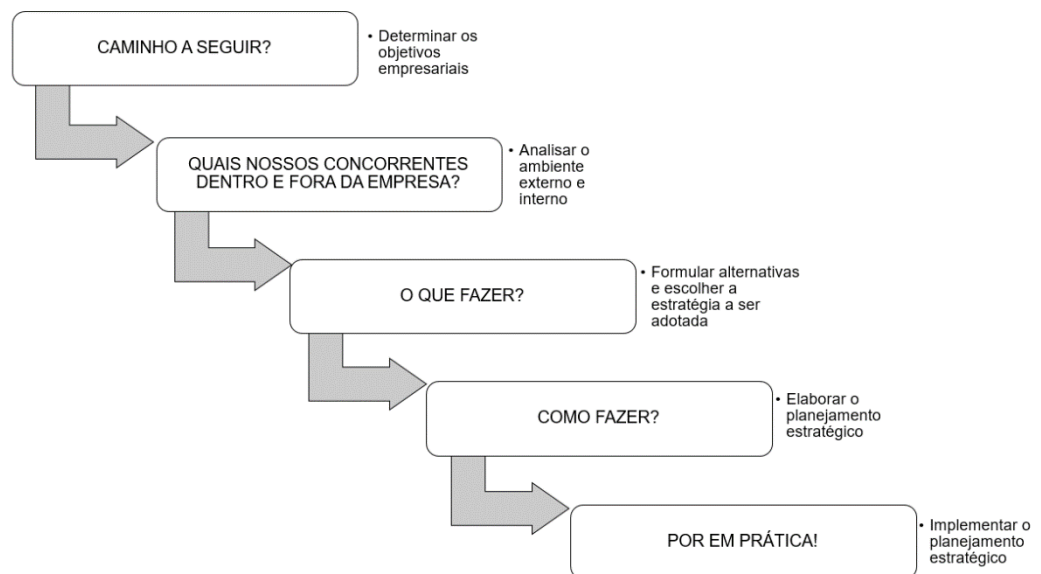 CAMINHO A SEGUIR?
• Determinar os
objetivos
empresariais
QUAIS NOSSOS CONCORRENTES
DENTRO E FORA DA EMPRESA?
• Analisar o
ambiente
externo e
interno
O QUE FAZER?
• Formular alternativas
e escolher a
estratégia a ser
adotada
COMO FAZER?
• Elaborar o
planejamento
estratégico
POR EM PRÁTICA!
• Implementar o
planejamento
estratégico